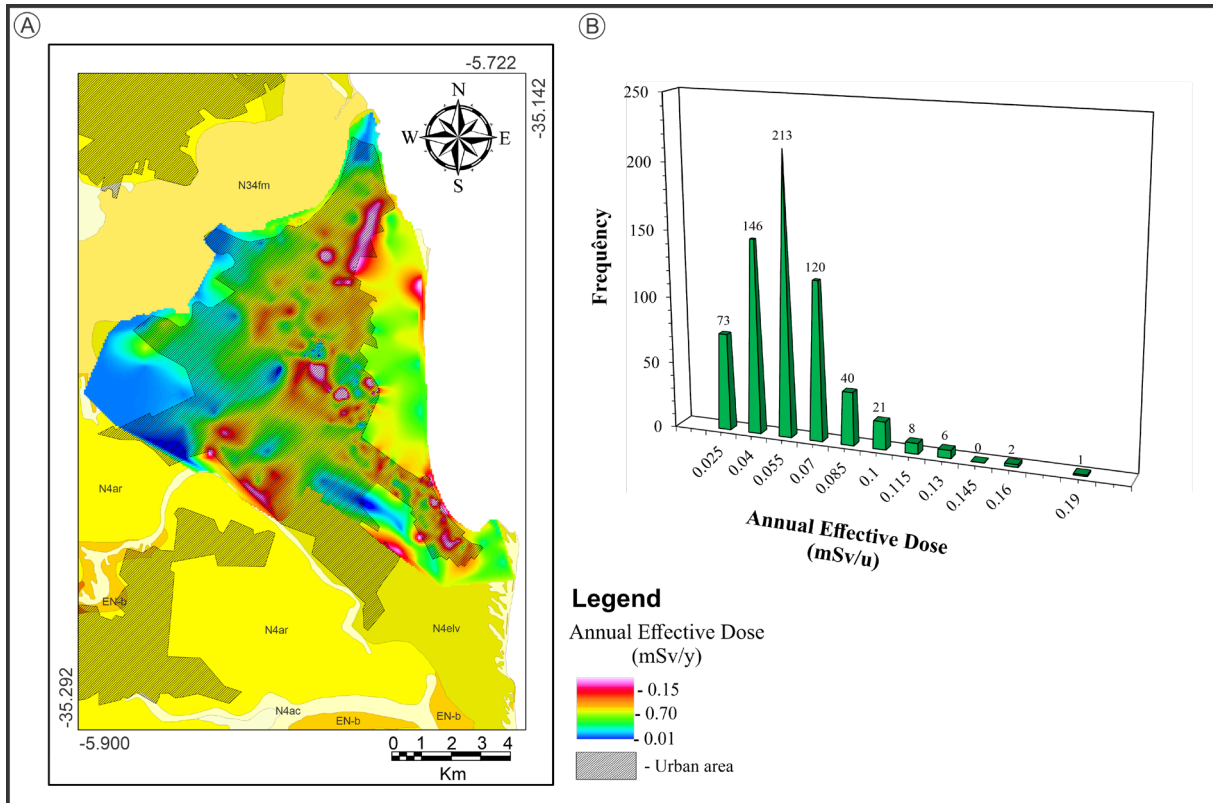 A
-5.722
-35.142
N
W E
S
N34fm
N4ar
EN-b
N4ar
N4elv
N4ac
EN-b
EN-b
-35.292
-5.900
0 1 2 3 4
Km
B
Frequêncy
250
200
150
100
50
0
73
146
213
120
40
21
8
6
0
2
1
0.025
0.04
0.055
0.07
0.085
0.1
0.115
0.13
0.145
0.16
0.19
Annual Effective Dose
(mSv/u)
Legend
Annual Effective Dose
(mSv/y)
- 0.15
- 0.70
- 0.01
- Urban area